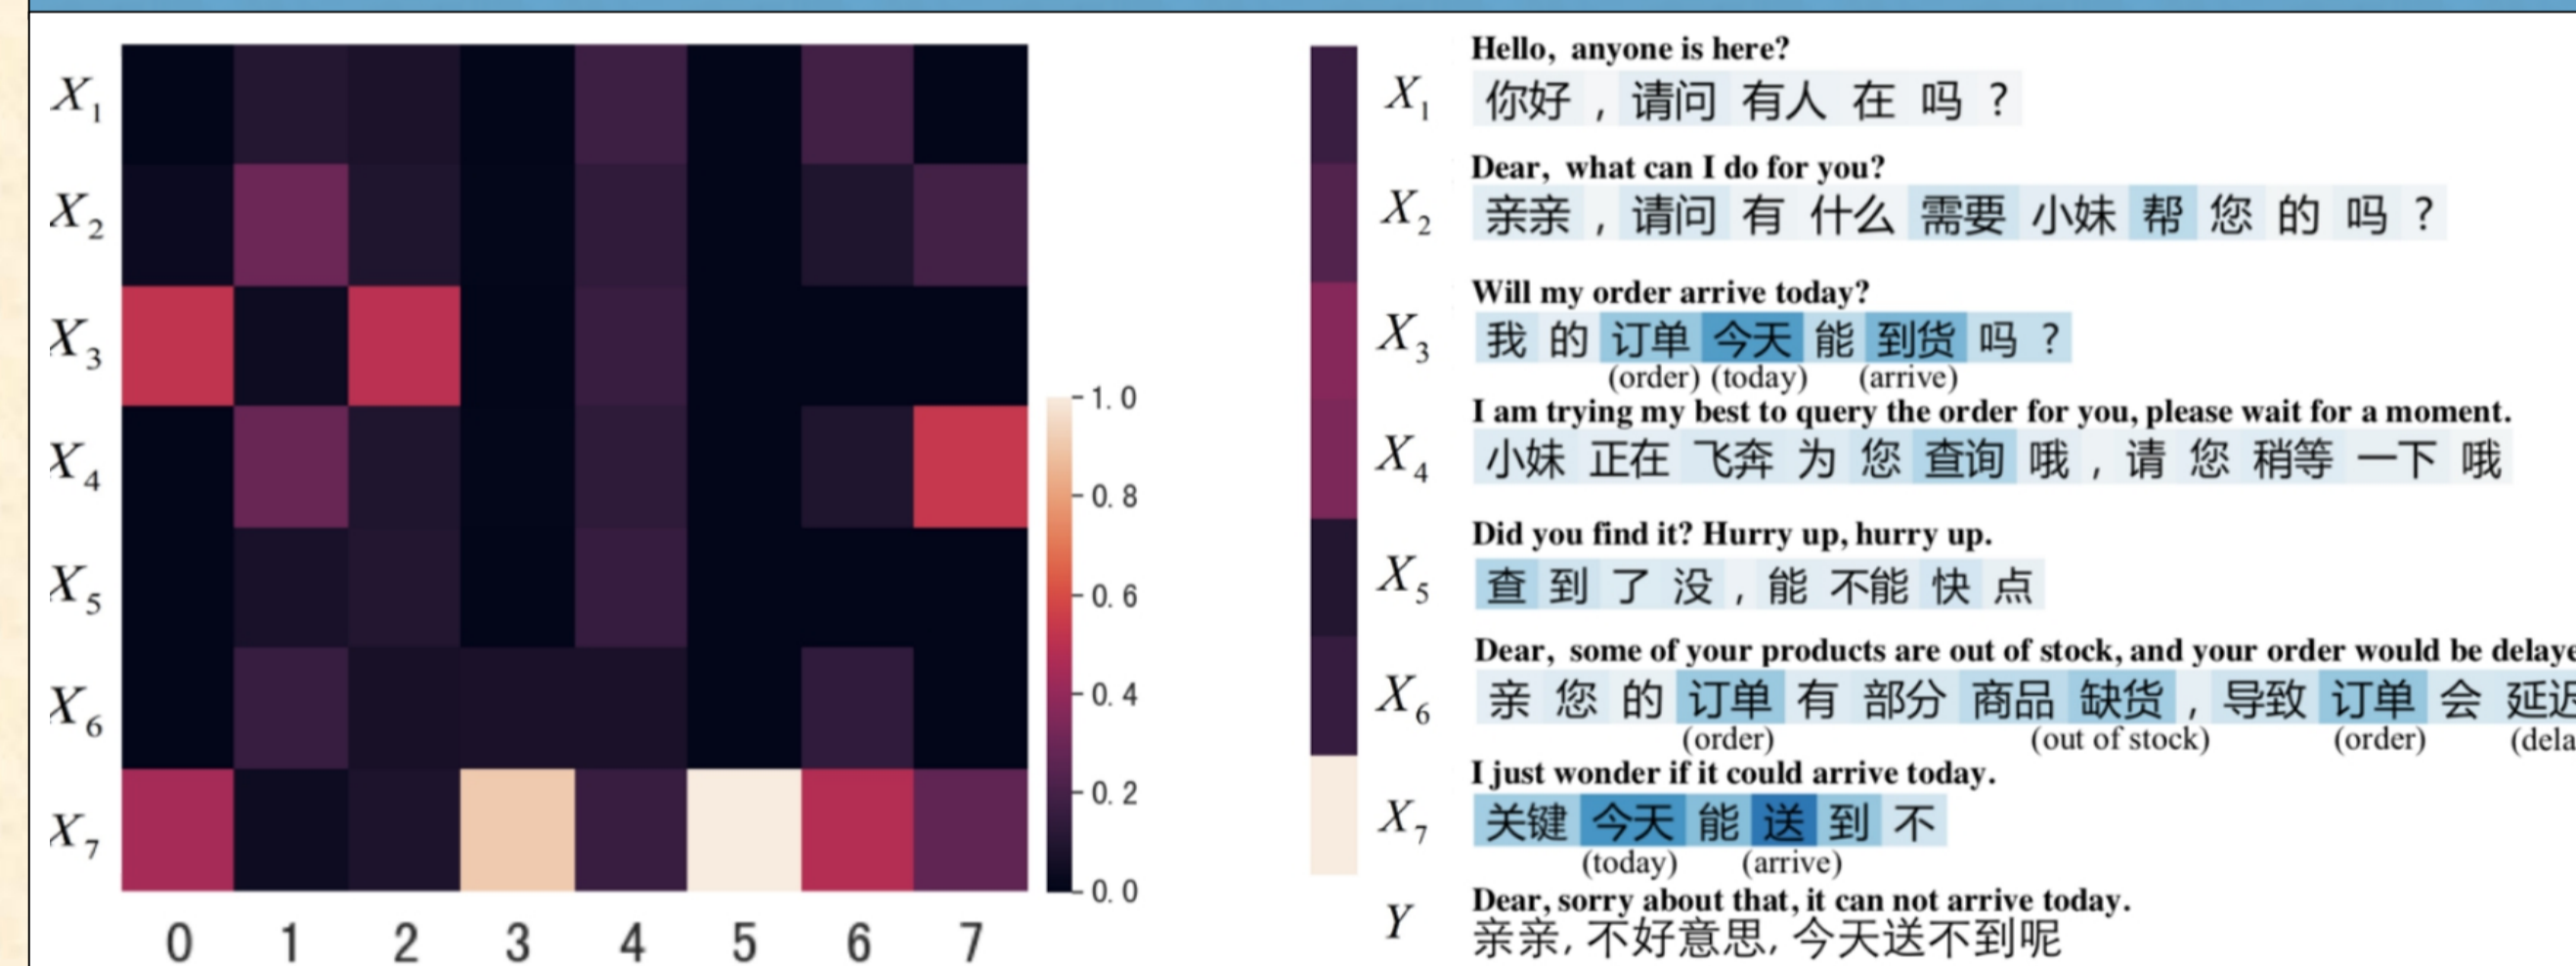 X1
X2
X3
X4
X5
X6
X7
0 1 2 3 4 5 6 7
1.0
0.8
0.6
0.4
0.2
0.0
Hello, anyone is here?
X1 你好 , 请问 有人 在 吗 ?
Dear, what can I do for you?
X2 亲亲 , 请问 有 什么 需要 小妹 帮 您 的 吗 ?
Will my order arrive today?
X3 我 的 订单 今天 能 到货 吗 ?
(order) (today) (arrive)
I am trying my best to query the order for you, please wait for a moment.
X4 小妹 正在 飞奔 为 您 查询 哦 , 请 您 稍等 一下 哦
Did you find it? Hurry up, hurry up.
X5 查 到 了 没 , 能 不能 快 点
Dear, some of your products are out of stock, and your order would be delaye
X6 亲 您 的 订单 有 部分 商品 缺货 , 导致 订单 会 延迟
(order) (out of stock) (order) (dela
I just wonder if it could arrive today.
X7 关键 今天 能 送 到 不
(today) (arrive)
Dear, sorry about that, it can not arrive today.
Y 亲亲, 不好意思, 今天送不到呢